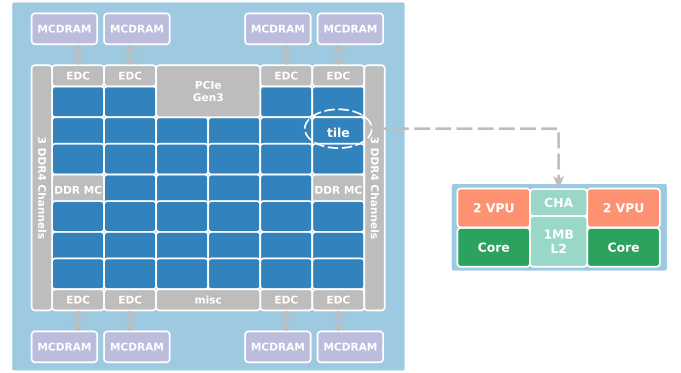 MCDRAM MCDRAM MCDRAM MCDRAM
EDC EDC PCIe EDC EDC
Gen3
tile
3 DDR4 Channels
3 DDR4 Channels
DDR MC DDR MC
EDC EDC misc EDC EDC
MCDRAM MCDRAM MCDRAM MCDRAM
2 VPU CHA 2 VPU
Core 1MB Core
L2